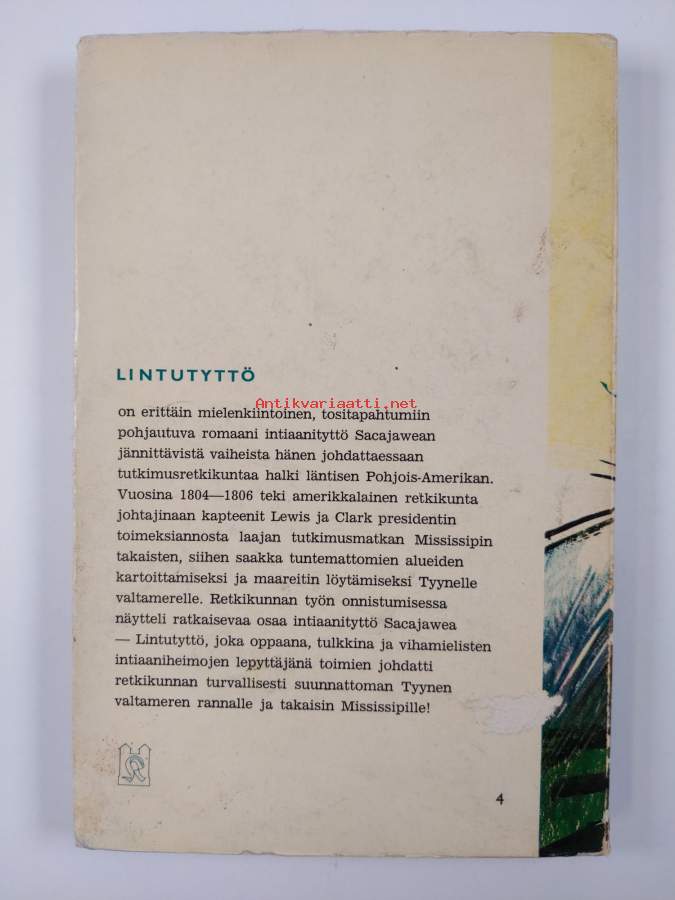 LINTUTYTTÖ
Antikvariaatti.net
on erittäin mielenkiintoinen, tositapahtumiin
pohjautuva romaani intiaanityttö Sacajawean
jännittävistä vaiheista hänen johdattaessaan
tutkimusretkikuntaa halki läntisen Pohjois-Amerikan.
Vuosina 1804—1806 teki amerikkalainen retkikunta
johtajinaan kapteenit Lewis ja Clark presidentin
toimeksiannosta laajan tutkimusmatkan Mississipin
takaisten, siihen saakka tuntemattomien alueiden
kartoittamiseksi ja maareitin löytämiseksi Tyynelle
valtamerelle. Retkikunnan työn onnistumisessa
näytteli ratkaisevaa osaa intiaanityttö Sacajawea
— Lintutyttö, joka oppaana, tulkkina ja vihamielisten
intiaaniheimojen lepyttäjänä toimien johdatti
retkikunnan turvallisesti suunnattoman Tyynen
valtameren rannalle ja takaisin Mississipille!
4